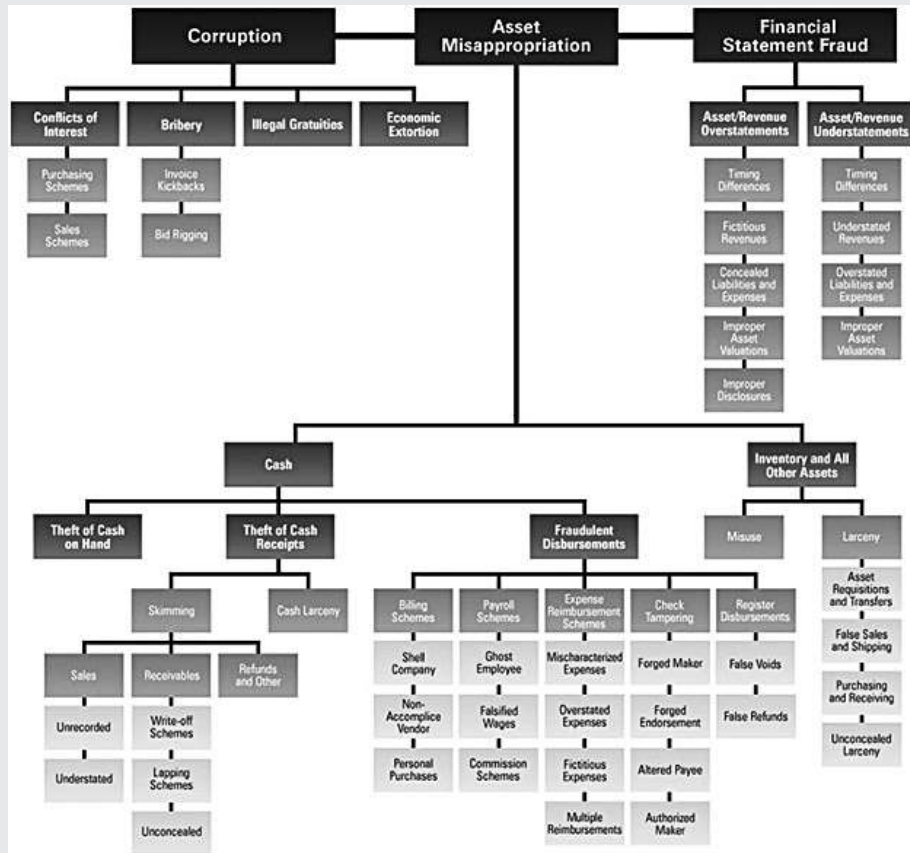 Corruption
Asset
Misappropriation
Financial
Statement Fraud
Conflicts of
Interest
Bribery
Illegal Gratuities
Economic
Extortion
Asset/Revenue
Overstatements
Asset/Revenue
Understatements
Purchasing
Schemes
Sales
Schemes
Invoice
Kickbacks
Bid Rigging
Timing
Differences
Fictitious
Revenues
Concealed
Liabilities and
Expenses
Improper
Asset
Valuations
Improper
Disclosures
Timing
Differences
Understated
Revenues
Overstated
Liabilities and
Expenses
Improper
Asset
Valuations
Cash
Inventory and All
Other Assets
Theft of Cash
on Hand
Theft of Cash
Receipts
Fraudulent
Disbursements
Misuse
Larceny
Asset
Requisitions
and Transfers
False Sales
and Shipping
Purchasing
and Receiving
Unconcealed
Larceny
Skimming
Cash Larceny
Sales
Receivables
Refunds
and Other
Unrecorded
Understated
Write-off
Schemes
Lapping
Schemes
Unconcealed
Billing Schemes
Payroll Schemes
Expense
Reimbursement
Schemes
Check
Tampering
Register
Disbursements
Shell
Company
Non-
Accomplice
Vendor
Personal
Purchases
Ghost
Employee
Falsified
Wages
Commission
Schemes
Mischaracterized
Expenses
Overstated
Expenses
Fictitious
Expenses
Multiple
Reimbursements
Forged Maker
Forged
Endorsement
Altered Payee
Authorized
Maker
False Voids
False Refunds